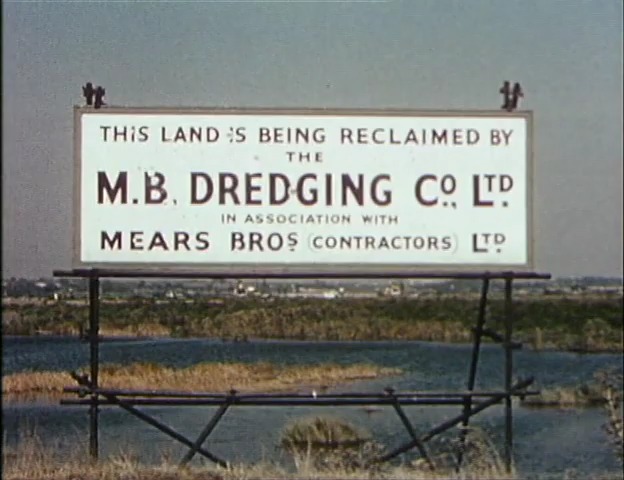 THIS LAND IS BEING RECLAIMED BY
THE
M.B. DREDGING CO., LTD.
IN ASSOCIATION WITH
MEARS BROS (CONTRACTORS) LTD.